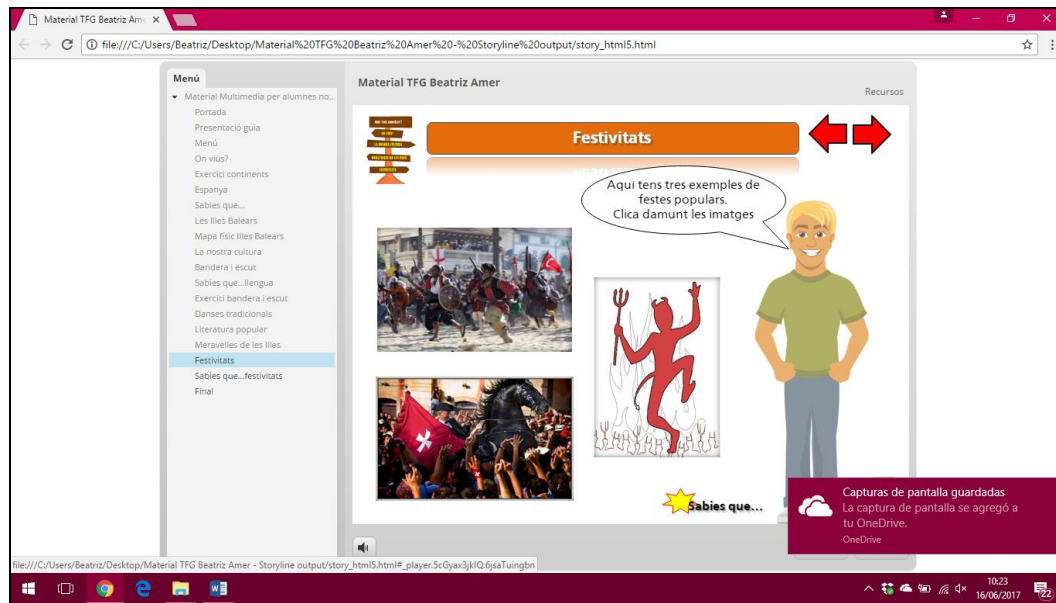 Material TFG Beatriz Ame
file:///C:/Users/Beatriz/Desktop/Material%20TFG%20Beatriz%20Amer%20-%20Storyline%20output/story_html5.html
Menú
Material Multimedia per alumnes no...
Portada
Presentació guia
Menú
On vius?
Exercici continents
Espanya
Sabies que...
Les Illes Balears
Mapa físic Illes Balears
La nostra cultura
Bandera i escut
Sabies que...llengua
Exercici bandera i escut
Danses tradicionals
Literatura popular
Meravelles de les Illes
Festivitats
Sabies que...festivitats
Final
Material TFG Beatriz Amer
Recursos
Festivitats
Aqui tens tres exemples de
festes populars.
Clica damunt les imatges
Sabies que...
Capturas de pantalla guardadas
La captura de pantalla se agregó a
tu OneDrive.
OneDrive
file:///C:/Users/Beatriz/Desktop/Material TFG Beatriz Amer - Storyline output/story_html5.html#_player.5cGyax3jklQ.6jsaTuingbn
10:23
16/06/2017
22